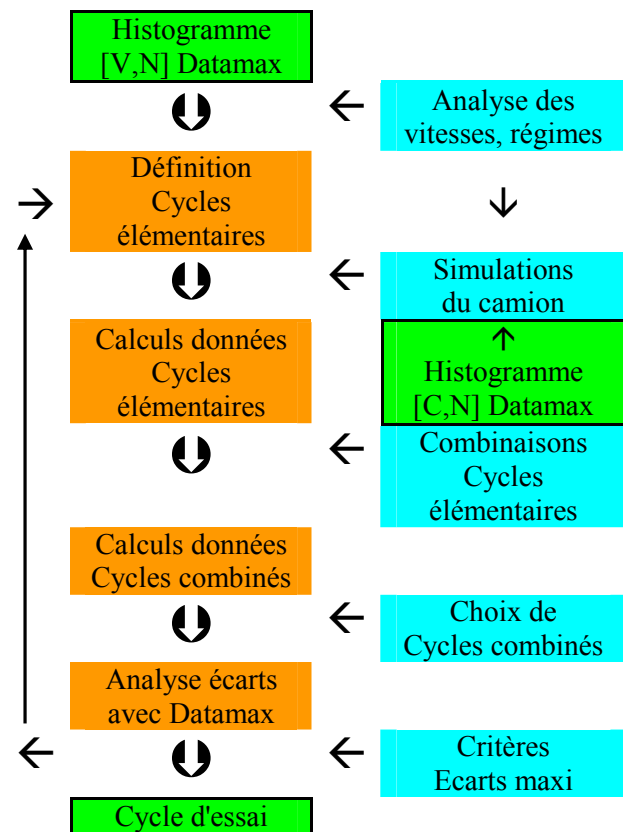 Histogramme
[V,N] Datamax
Analyse des
vitesses, régimes
Définition
Cycles
élémentaires
Simulations
du camion
Calculs données
Cycles
élémentaires
Histogramme
[C,N] Datamax
Combinaisons
Cycles
élémentaires
Calculs données
Cycles combinés
Choix de
Cycles combinés
Analyse écarts
avec Datamax
Critères
Ecarts maxi
Cycle d'essai